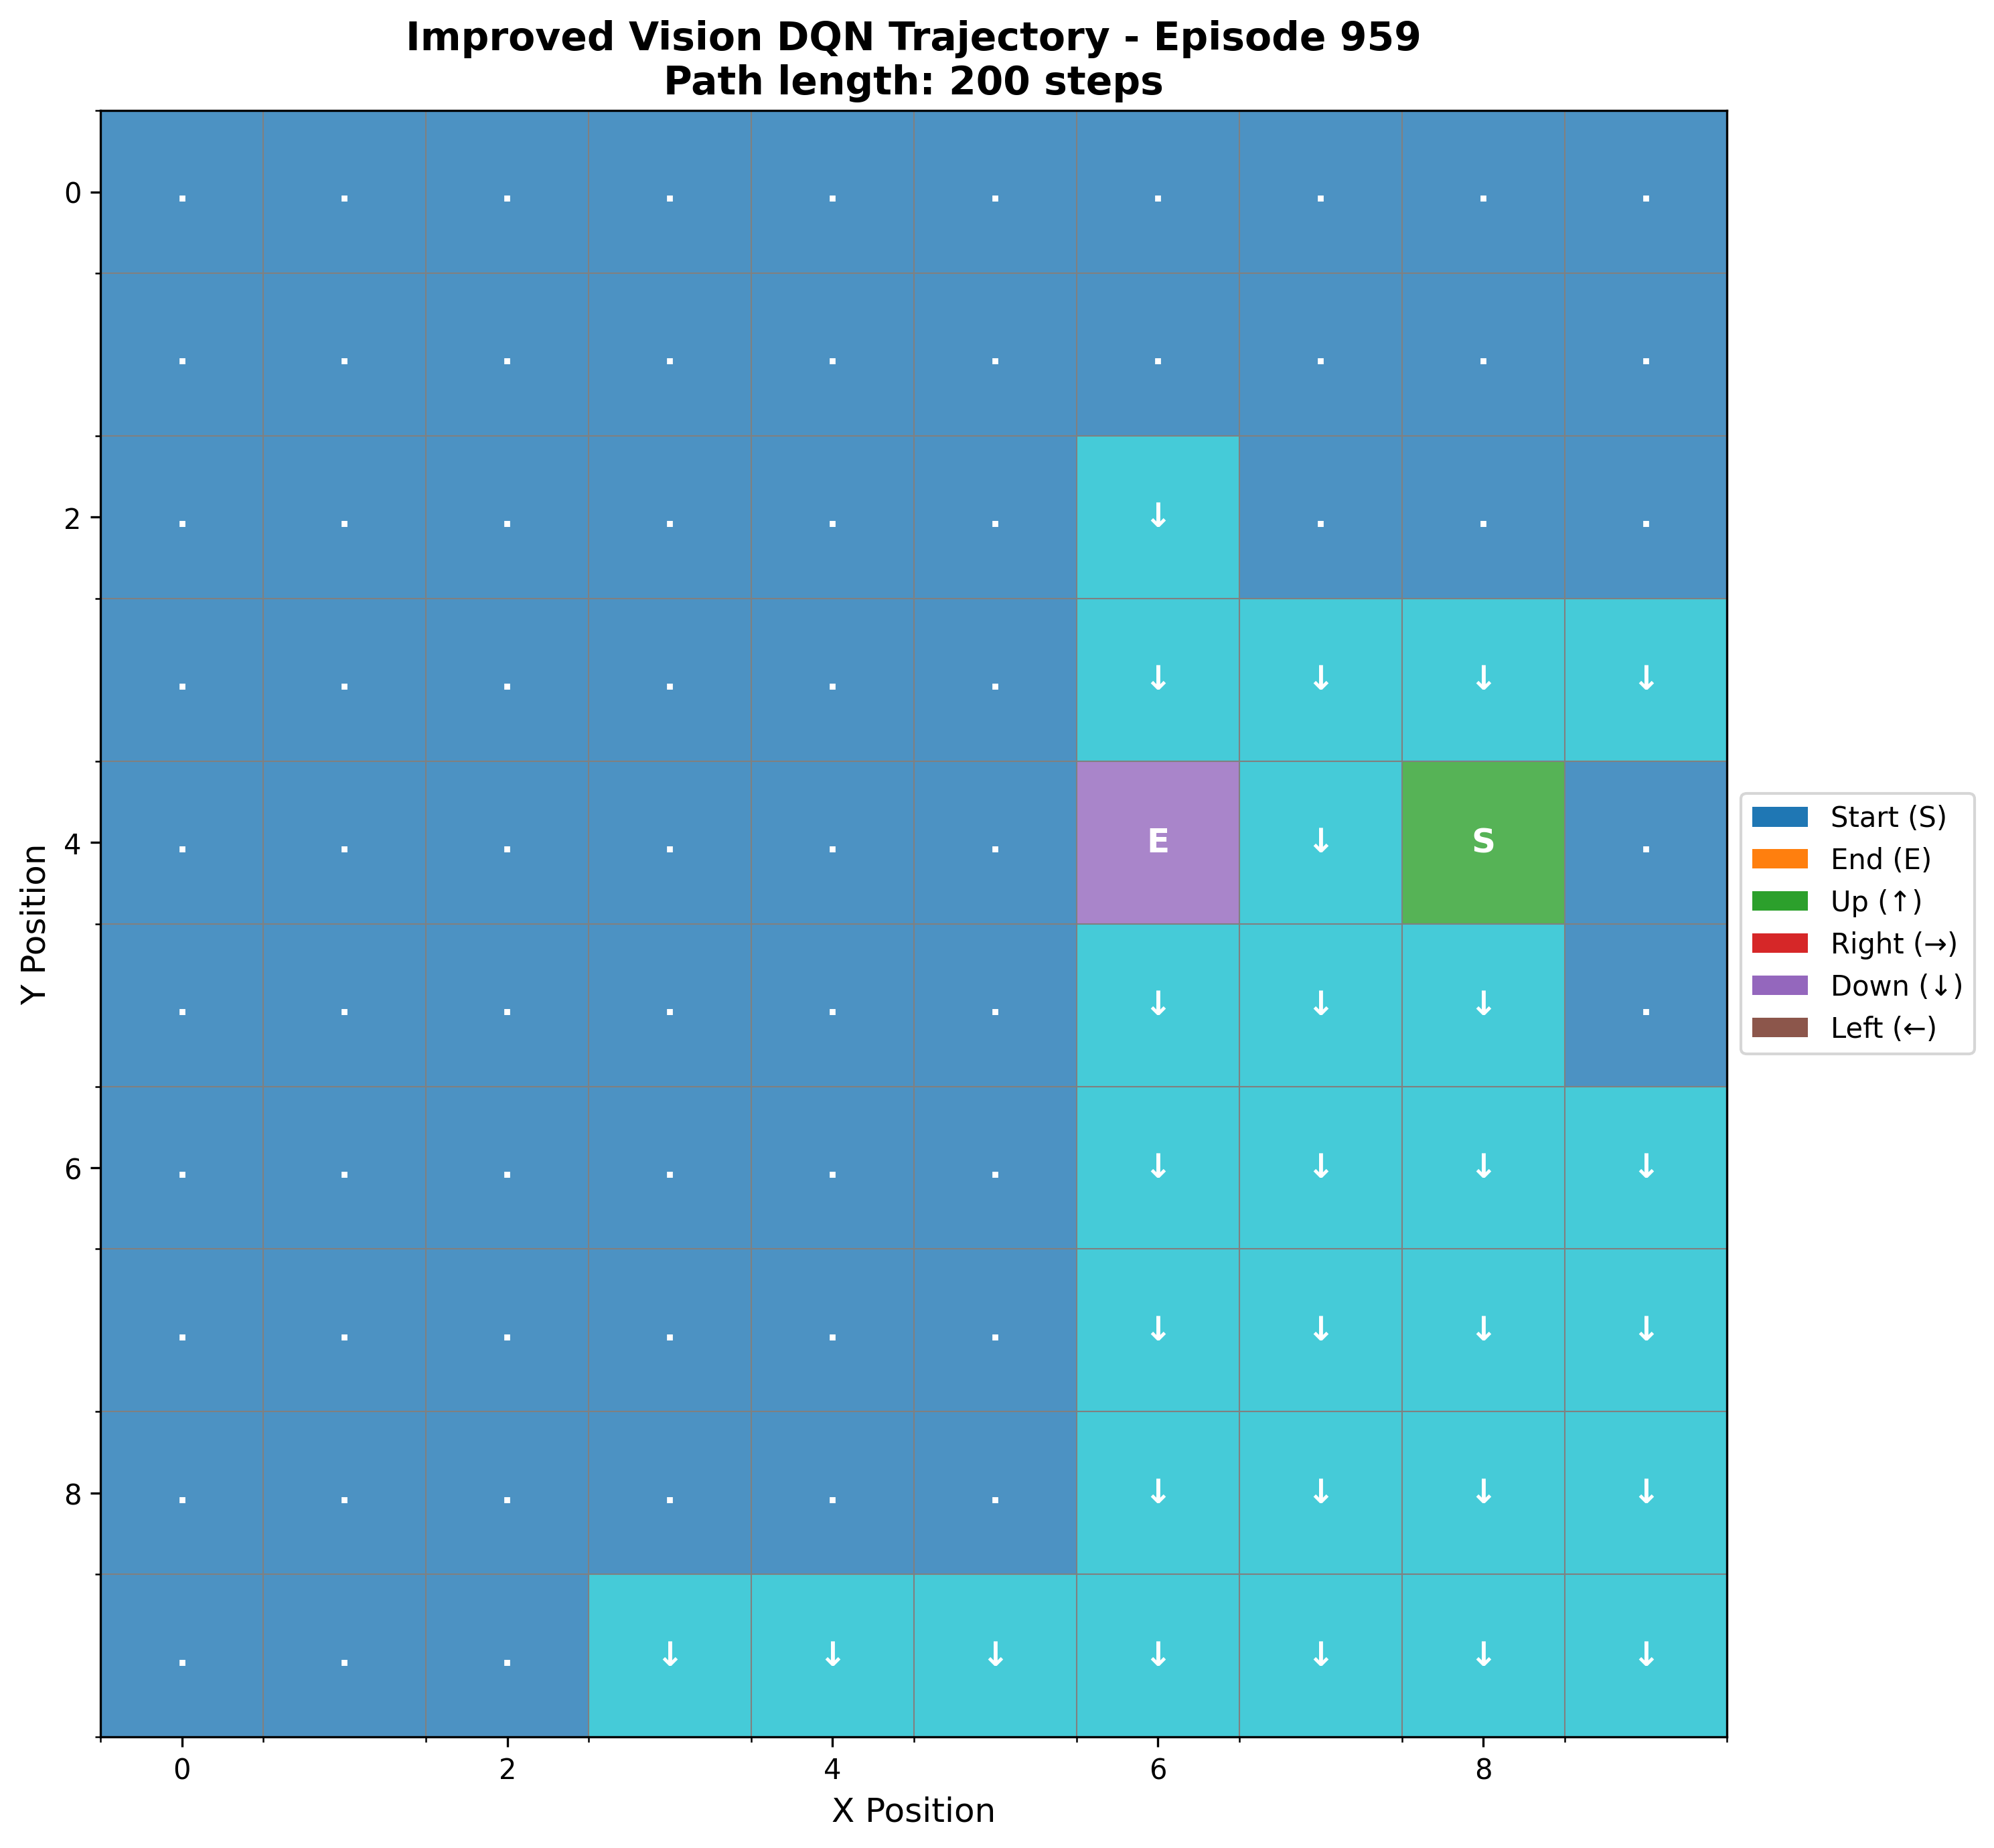 Improved Vision DQN Trajectory - Episode 959
Path length: 200 steps
0
. . . . . . . . . .
. . . . . . . . . .
2
. . . . . . ↓ . . .
. . . . . . ↓ ↓ ↓ ↓
4
. . . . . . E ↓ S .
. . . . . . ↓ ↓ ↓ .
6
. . . . . . ↓ ↓ ↓ ↓
. . . . . . ↓ ↓ ↓ ↓
8
. . . . . . ↓ ↓ ↓ ↓
. . . ↓ ↓ ↓ ↓ ↓ ↓ ↓
0 2 4 6 8
X Position
Y Position
Start (S)
End (E)
Up (↑)
Right (→)
Down (↓)
Left (←)